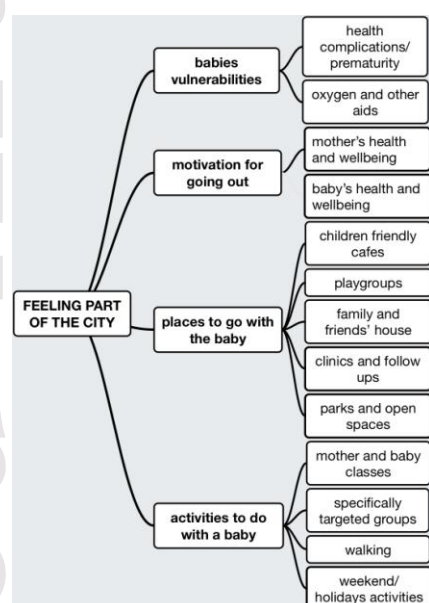 FEELING PART
OF THE CITY
babies
vulnerabilities
health
complications/
prematurity
oxygen and other
aids
motivation for
going out
mother's health
and wellbeing
baby's health and
wellbeing
places to go with
the baby
children friendly
cafes
playgroups
family and
friends' house
clinics and follow
ups
parks and open
spaces
activities to do
with a baby
mother and baby
classes
specifically
targeted groups
walking
weekend/
holidays activities